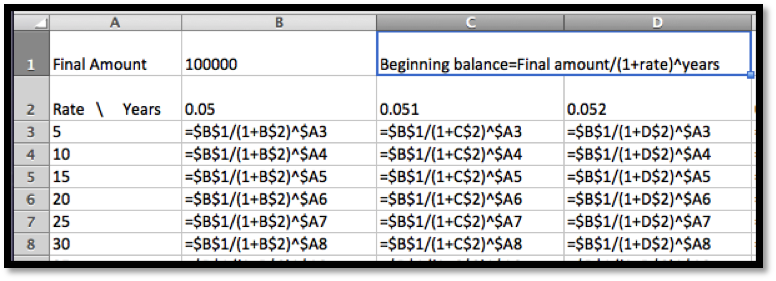 A B C D
1 Final Amount 100000 Beginning balance=Final amount/(1+rate)^years
2 Rate \ Years 0.05 0.051 0.052
3 5 =$B$1/(1+B$2)^$A3 =$B$1/(1+C$2)^$A3 =$B$1/(1+D$2)^$A3
4 10 =$B$1/(1+B$2)^$A4 =$B$1/(1+C$2)^$A4 =$B$1/(1+D$2)^$A4
5 15 =$B$1/(1+B$2)^$A5 =$B$1/(1+C$2)^$A5 =$B$1/(1+D$2)^$A5
6 20 =$B$1/(1+B$2)^$A6 =$B$1/(1+C$2)^$A6 =$B$1/(1+D$2)^$A6
7 25 =$B$1/(1+B$2)^$A7 =$B$1/(1+C$2)^$A7 =$B$1/(1+D$2)^$A7
8 30 =$B$1/(1+B$2)^$A8 =$B$1/(1+C$2)^$A8 =$B$1/(1+D$2)^$A8